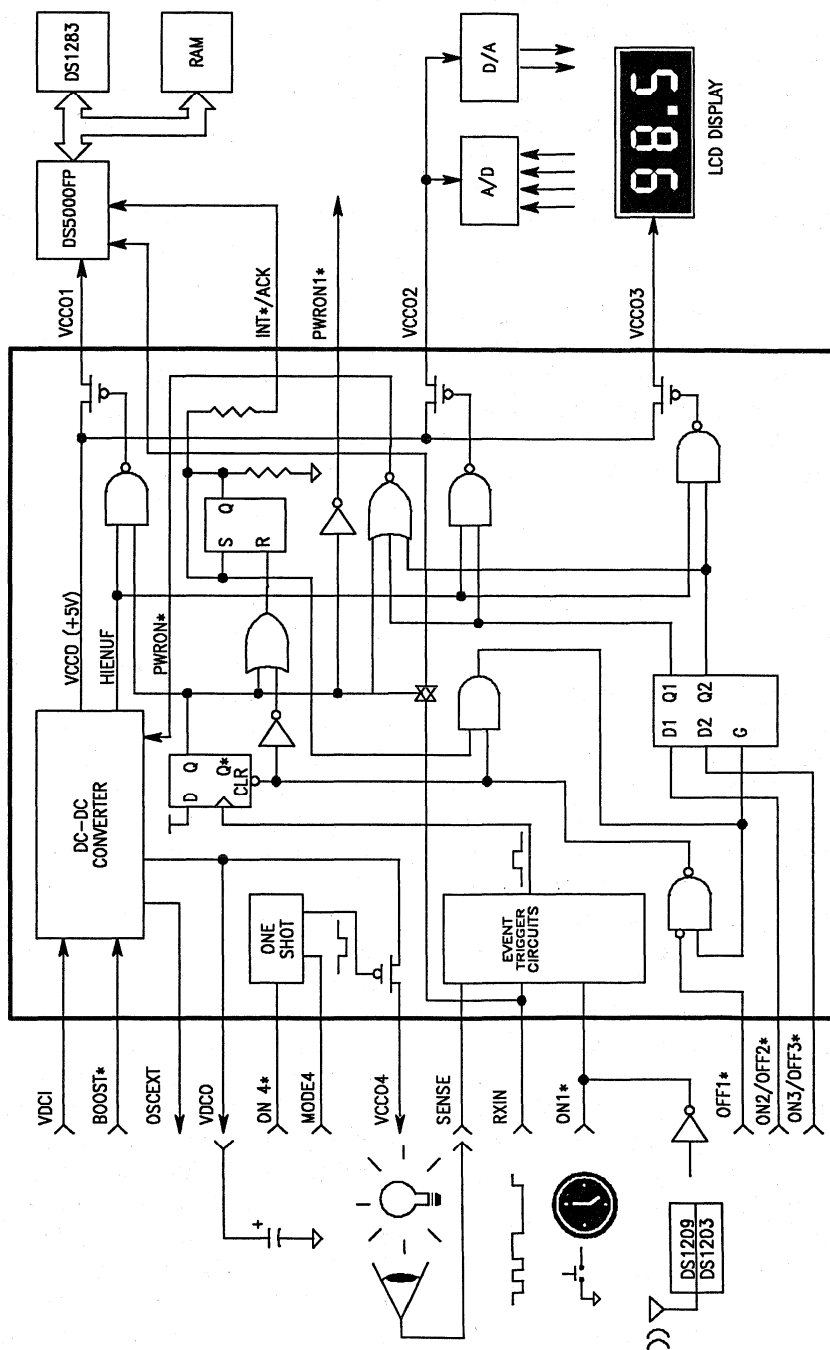 VDCI
BOOST*
OSCEXT
VDCO
ON 4*
MODE4
VCCO4
SENSE
RXIN
ON1*
OFF1*
ON2/OFF2*
ON3/OFF3*
+
DS1209
DS1203
DC-DC
CONVERTER
VCCO (+5V)
HIENUF
PWRON*
ONE
SHOT
D
Q
Q*
CLR
S
Q
R
EVENT
TRIGGER
CIRCUITS
D1
Q1
D2
Q2
G
VCCO1
INT*/ACK
PWRON1*
VCCO2
VCCO3
DS5000FP
DS1283
RAM
A/D
D/A
98.5
LCD DISPLAY